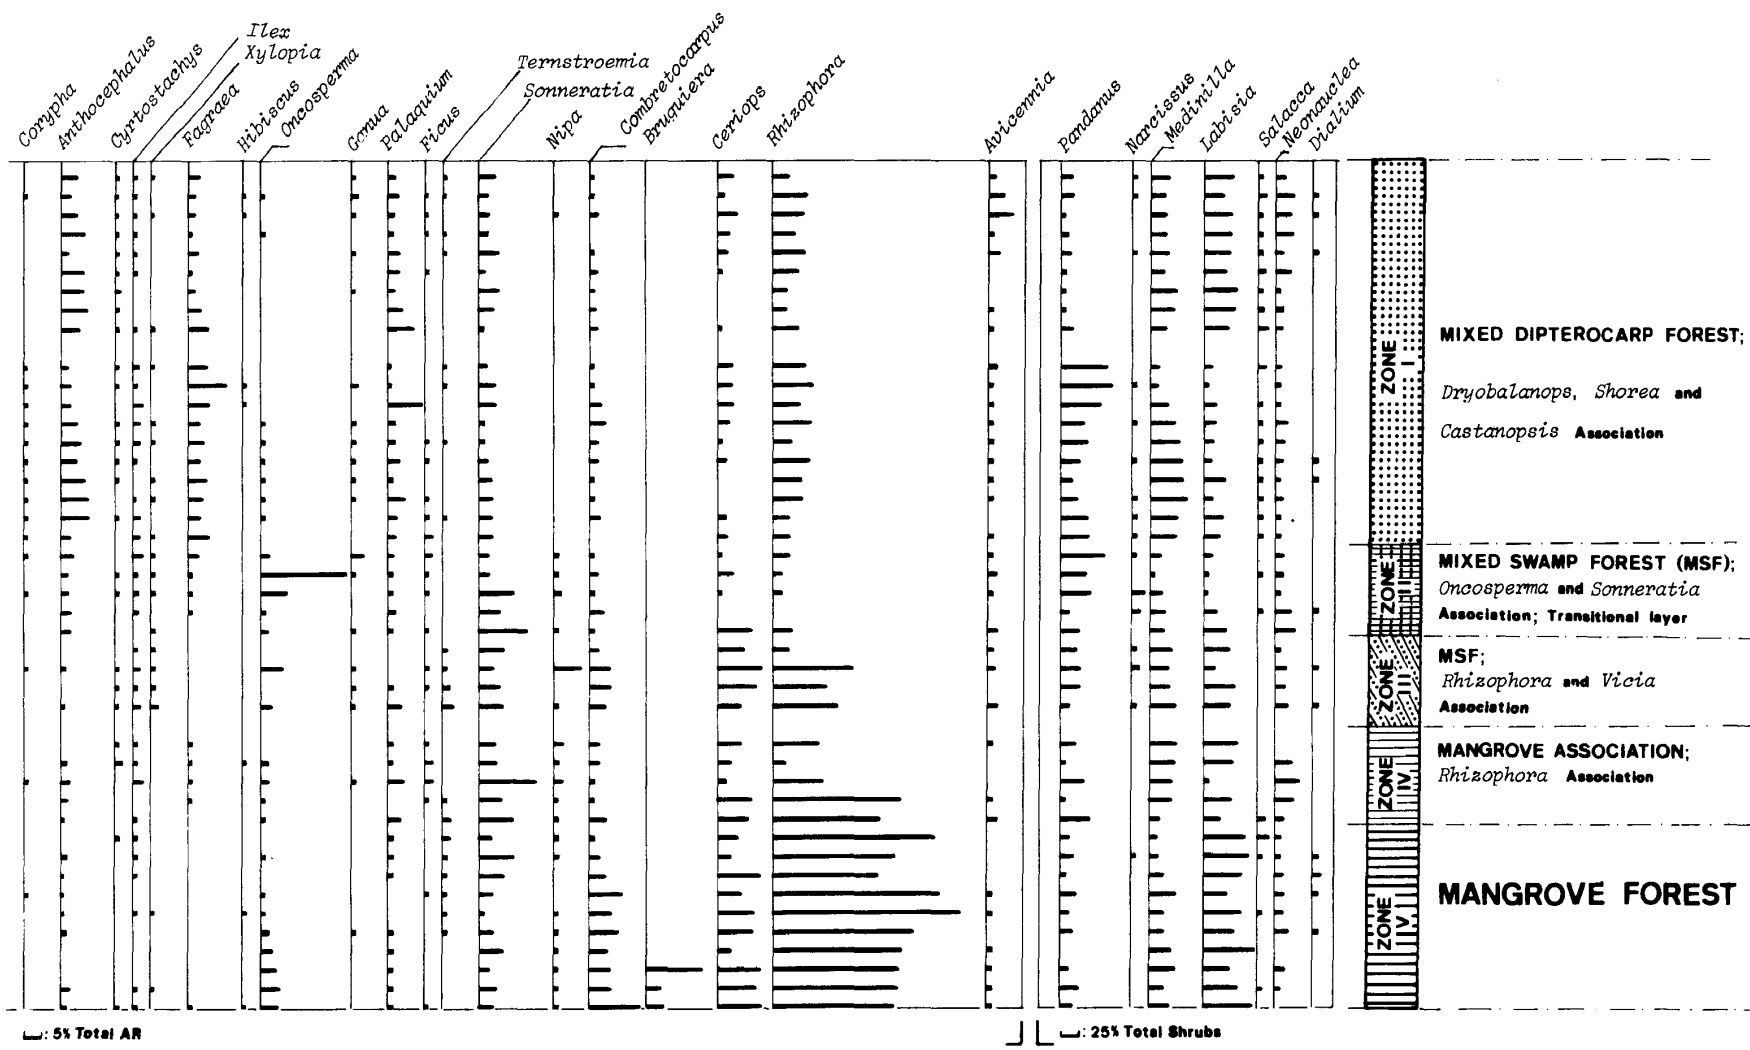 Corypha
Anthocephalus
Cyrtostachys
Ilex
Xylopia
Fagraea
Hibiscus
Oncosperma
Gonua
Palaquium
Ficus
Ternstroemia
Sonneratia
Nipa
Combretocarpus
Bruguiera
Ceriops
Rhizophora
Avicennia
Pandanus
Narcissus
Medinilla
Labisia
Salacca
Neonauclea
Dialium
ZONE I
MIXED DIPTEROCARP FOREST;
Dryobalanops, Shorea and
Castanopsis Association
ZONE II
MIXED SWAMP FOREST (MSF);
Oncosperma and Sonneratia
Association; Transitional layer
ZONE III
MSF;
Rhizophora and Vicia
Association
ZONE IV
MANGROVE ASSOCIATION;
Rhizophora Association
ZONE V
MANGROVE FOREST
: 5% Total AR
: 25% Total Shrubs